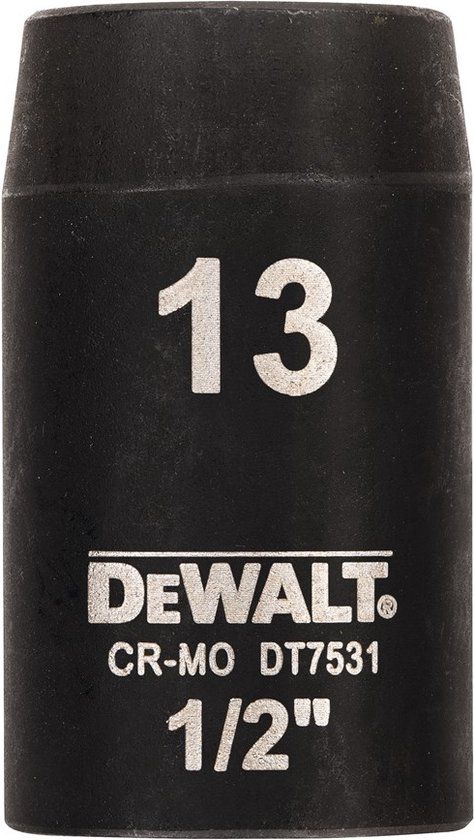 13
DEWALT®
CR-MO DT7531
1/2"